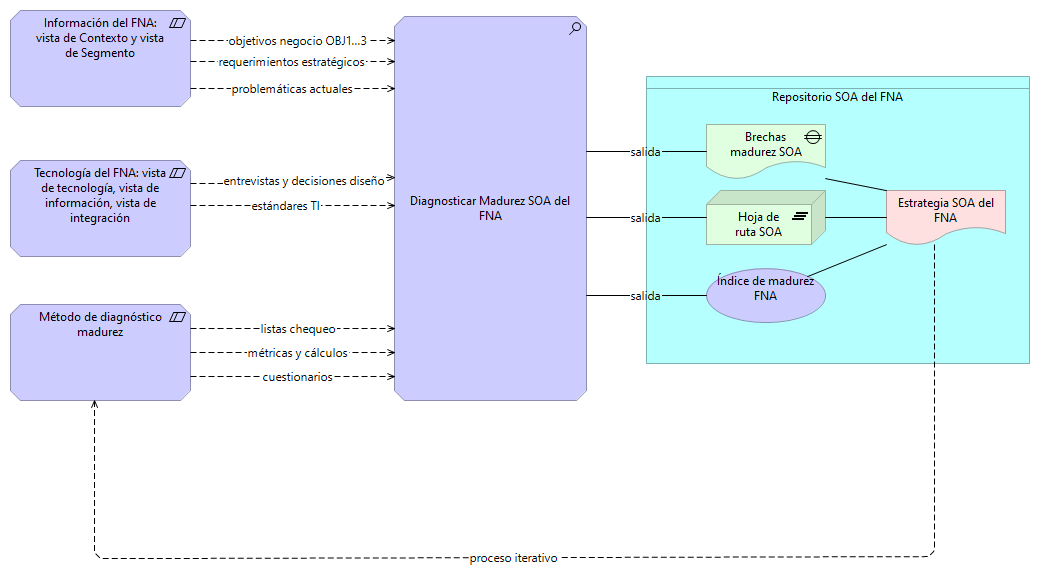 Información del FNA:
vista de Contexto y vista
de Segmento
objetivos negocio OBJ1...3
requerimientos estratégicos
problemáticas actuales
Tecnología del FNA: vista
de tecnología, vista de
información, vista de
integración
entrevistas y decisiones diseño
estándares TI
Método de diagnóstico
madurez
listas chequeo
métricas y cálculos
cuestionarios
Diagnosticar Madurez SOA del
FNA
salida
salida
salida
Repositorio SOA del FNA
Brechas
madurez SOA
Hoja de
ruta SOA
Índice de madurez
FNA
Estrategia SOA del
FNA
proceso iterativo